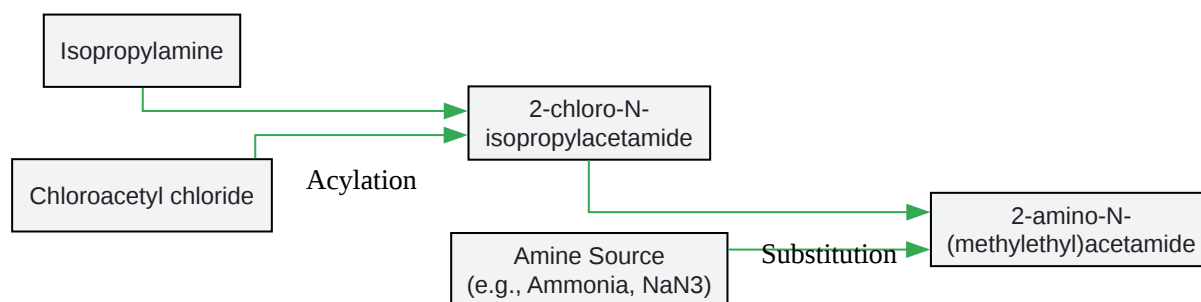 Isopropylamine
2-chloro-N-
isopropylacetamide
Chloroacetyl chloride
Acylation
2-amino-N-
(methylethyl)acetamide
Amine Source
(e.g., Ammonia, NaN3)
Substitution